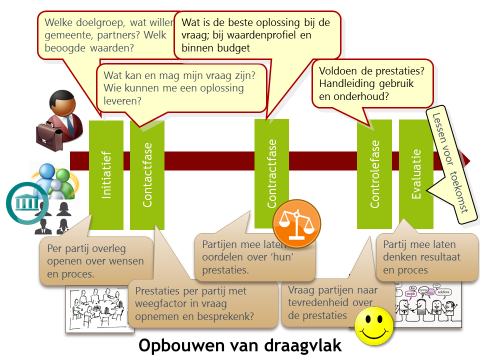 Welke doelgroep, wat willen
gemeente, partners? Welk
beoogde waarden?
Wat is de beste oplossing bij de
vraag; bij waardenprofiel en
binnen budget
Wat kan en mag mijn vraag zijn?
Wie kunnen me een oplossing
leveren?
Voldoen de prestaties?
Handleiding gebruik
en onderhoud?
Lessen voor toekomst
Initiatief
Contactfase
Contractfase
Controlefase
Evaluatie
Per partij overleg
openen over wensen
en proces.
Prestaties per partij met
weegfactor in vraag
opnemen en besprekenk?
Partijen mee laten
oordelen over 'hun'
prestaties.
Vraag partijen naar
tevredenheid over
de prestaties
Partij mee laten
denken resultaat
en proces
Opbouwen van draagvlak